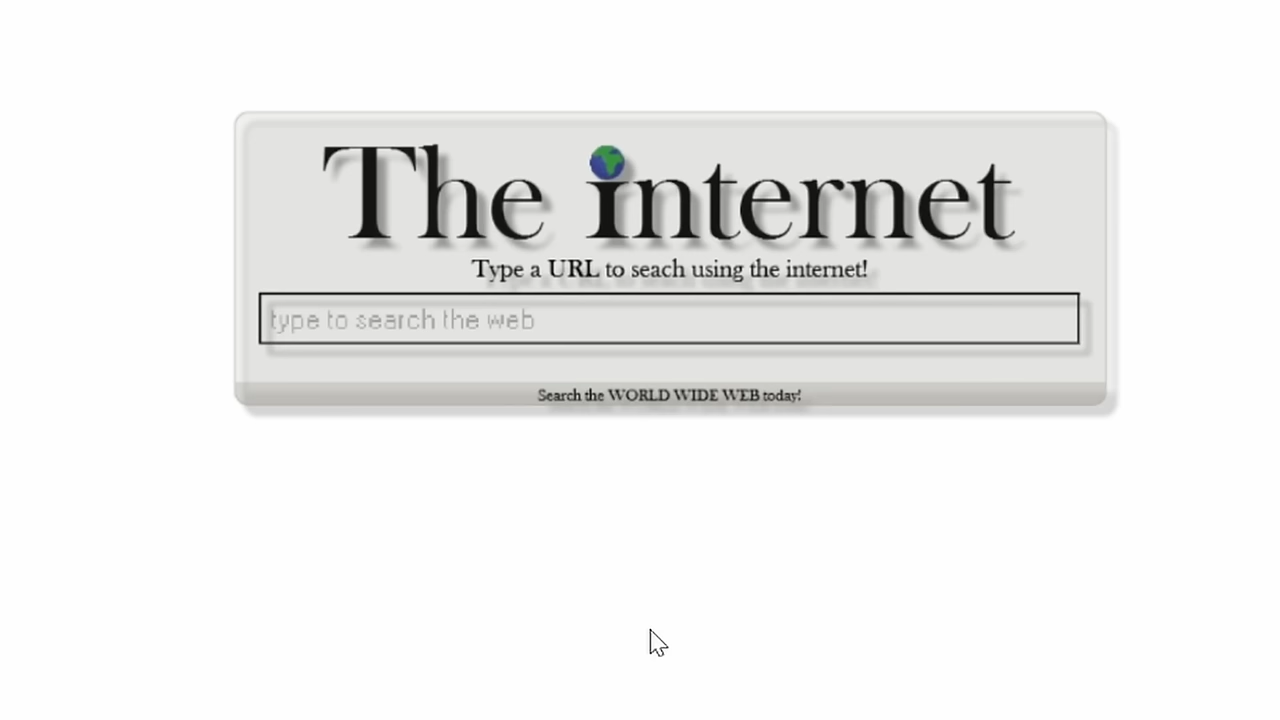 The internet
Type a URL to seach using the internet!
type to search the web
Search the WORLD WIDE WEB today!